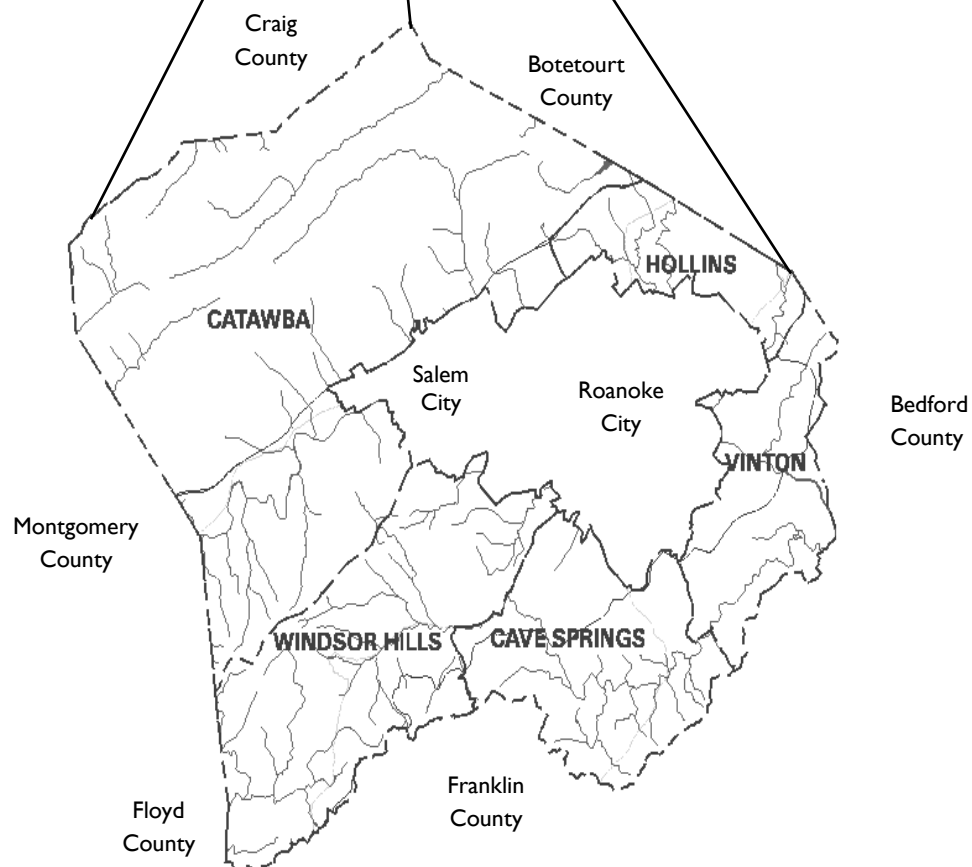 Craig
County
Botetourt
County
HOLLINS
CATAWBA
Salem
City
Roanoke
City
Bedford
County
VINTON
Montgomery
County
WINDSOR HILLS
CAVE SPRINGS
Franklin
County
Floyd
County